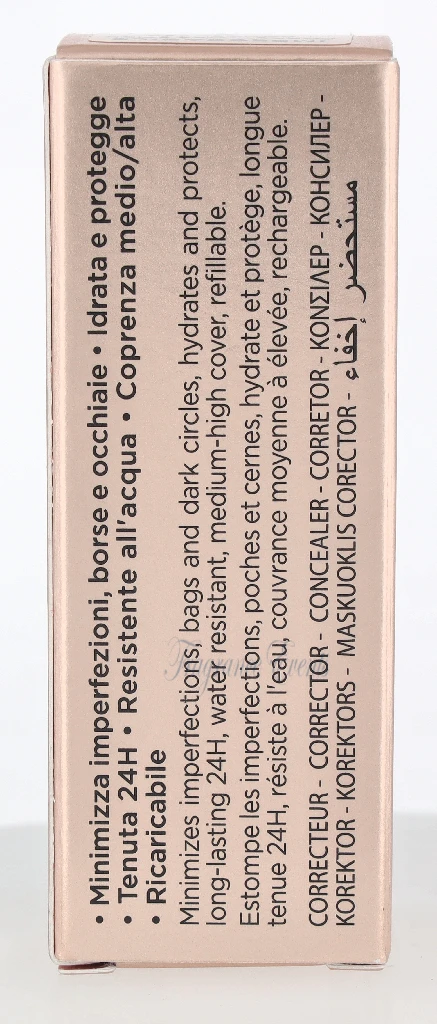 • Minimizza imperfezioni, borse e occhiaie • Idrata e protegge
• Tenuta 24H • Resistente all'acqua • Coprenza medio/alta
• Ricaricabile
Minimizes imperfections, bags and dark circles, hydrates and protects,
long-lasting 24H, water resistant, medium-high cover, refillable.
Estompe les imperfections, poches et cernes, hydrate et protège, longue
tenue 24H, résiste à l'eau, couvrance moyenne à élevée, rechargeable.
CORRECTEUR - CORRECTOR - CONCEALER - CORRETOR - ΚΟΝΣΙΛΕΡ - КОНСИЛЕР -
KOREKTOR - KOREKTORS - MASKUOKLIS CORECTOR - مستحضر إخفاء
Fragrance Events